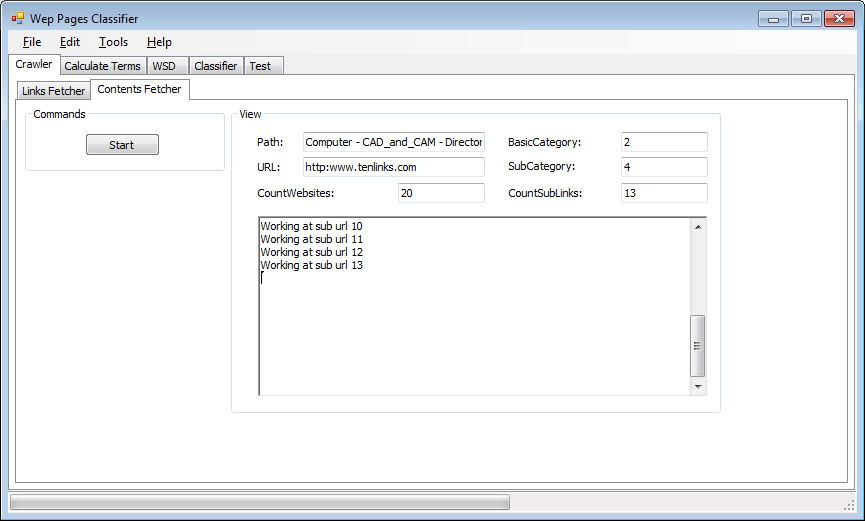 Wep Pages Classifier
File Edit Tools Help
Crawler Calculate Terms WSD Classifier Test
Links Fetcher Contents Fetcher
Commands View
Start
Path: Computer - CAD_and_CAM - Director BasicCategory: 2
URL: http:www.tenlinks.com SubCategory: 4
CountWebsites: 20 CountSubLinks: 13
Working at sub url 10
Working at sub url 11
Working at sub url 12
Working at sub url 13